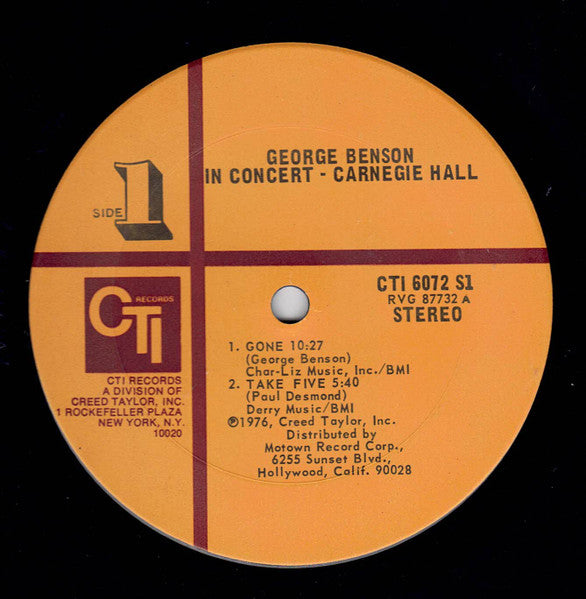 GEORGE BENSON
IN CONCERT - CARNEGIE HALL
SIDE 1
CTI 6072 S1
RVG 87732 A
STEREO
CTI RECORDS
1. GONE 10:27
(George Benson)
Char-Liz Music, Inc./BMI
2. TAKE FIVE 5:40
(Paul Desmond)
Derry Music/BMI
℗1976, Creed Taylor, Inc.
Distributed by
Motown Record Corp.,
6255 Sunset Blvd.,
Hollywood, Calif. 90028
CTI RECORDS
A DIVISION OF
CREED TAYLOR, INC.
1 ROCKEFELLER PLAZA
NEW YORK, N.Y.
10020